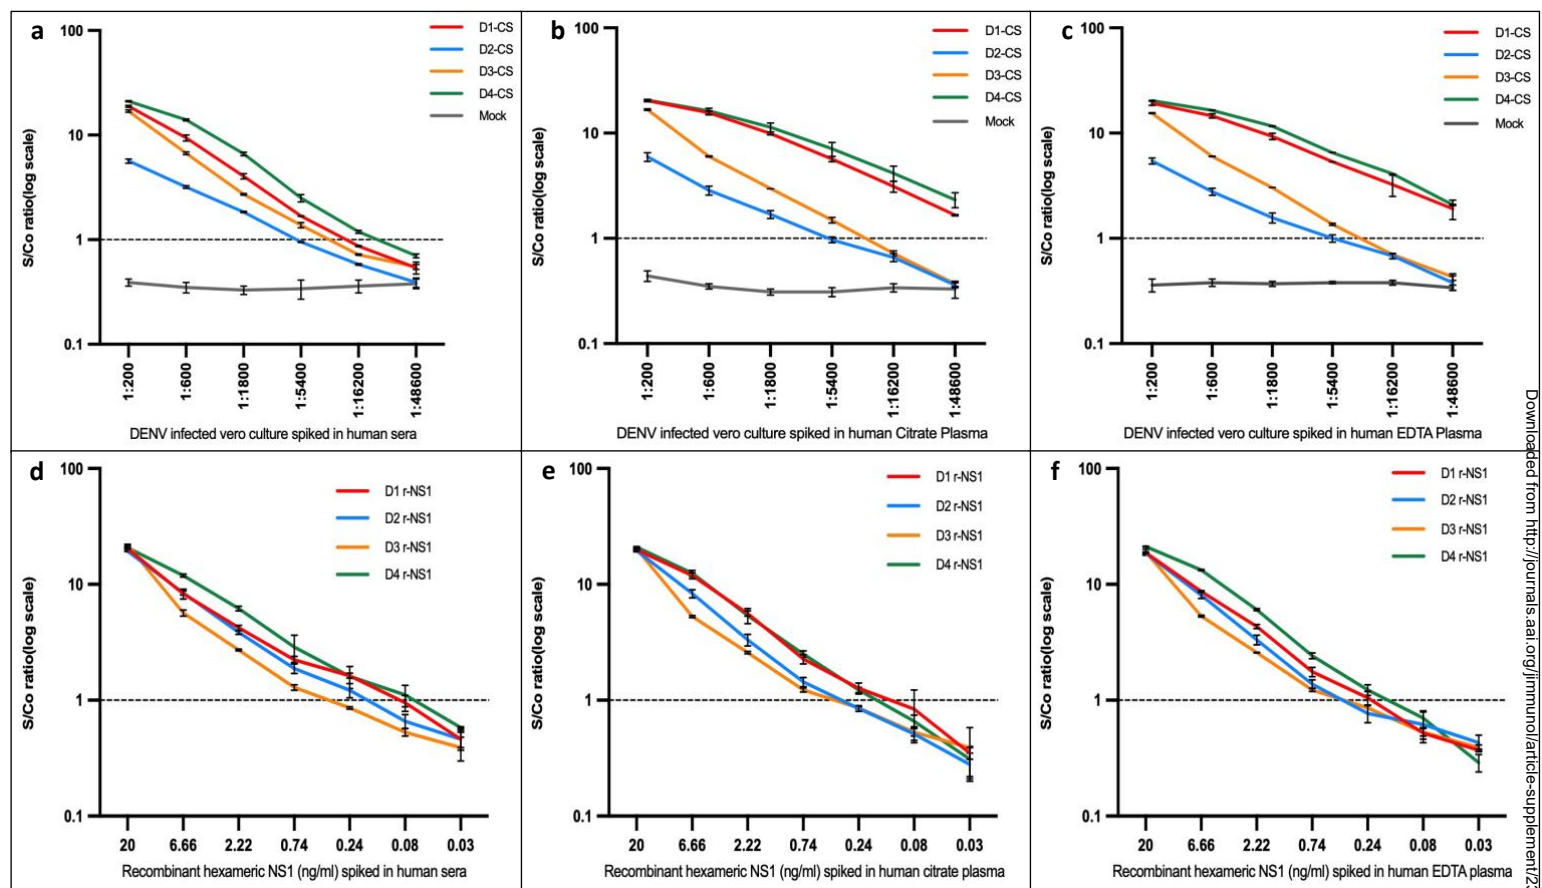 a
100
10
1
0.1
S/Co ratio(log scale)
D1-CS
D2-CS
D3-CS
D4-CS
Mock
1:200
1:600
1:1800
1:5400
1:16200
1:48600
DENV infected vero culture spiked in human sera
b
100
10
1
0.1
S/Co ratio(log scale)
D1-CS
D2-CS
D3-CS
D4-CS
Mock
1:200
1:600
1:1800
1:5400
1:16200
1:48600
DENV infected vero culture spiked in human Citrate Plasma
c
100
10
1
0.1
S/Co ratio(log scale)
D1-CS
D2-CS
D3-CS
D4-CS
Mock
1:200
1:600
1:1800
1:5400
1:16200
1:48600
DENV infected vero culture spiked in human EDTA Plasma
d
100
10
1
0.1
S/Co ratio(log scale)
D1 r-NS1
D2 r-NS1
D3 r-NS1
D4 r-NS1
20 6.66 2.22 0.74 0.24 0.08 0.03
Recombinant hexameric NS1 (ng/ml) spiked in human sera
e
100
10
1
0.1
S/Co ratio(log scale)
D1 r-NS1
D2 r-NS1
D3 r-NS1
D4 r-NS1
20 6.66 2.22 0.74 0.24 0.08 0.03
Recombinant hexameric NS1 (ng/ml) spiked in human citrate plasma
f
100
10
1
0.1
S/Co ratio(log scale)
D1 r-NS1
D2 r-NS1
D3 r-NS1
D4 r-NS1
20 6.66 2.22 0.74 0.24 0.08 0.03
Recombinant hexameric NS1 (ng/ml) spiked in human EDTA plasma
Downloaded from http://journals.aai.org/jimmunol/article-supplement/2